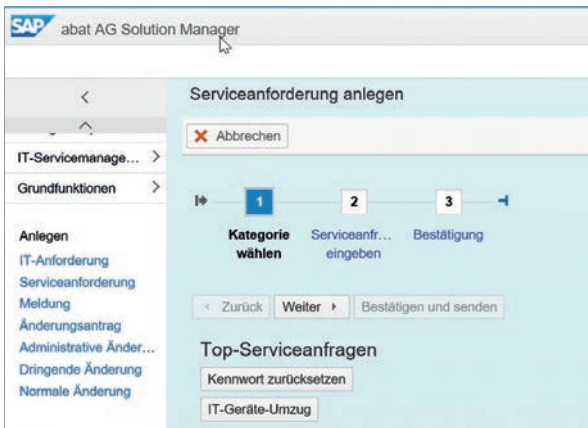 SAP
abat AG Solution Manager
IT-Servicemanage...
Grundfunktionen
Anlegen
IT-Anforderung
Serviceanforderung
Meldung
Änderungsantrag
Administrative Änder...
Dringende Änderung
Normale Änderung
Serviceanforderung anlegen
Abbrechen
1
2
3
Kategorie
wählen
Serviceanfr...
eingeben
Bestätigung
Zurück
Weiter
Bestätigen und senden
Top-Serviceanfragen
Kennwort zurücksetzen
IT-Geräte-Umzug